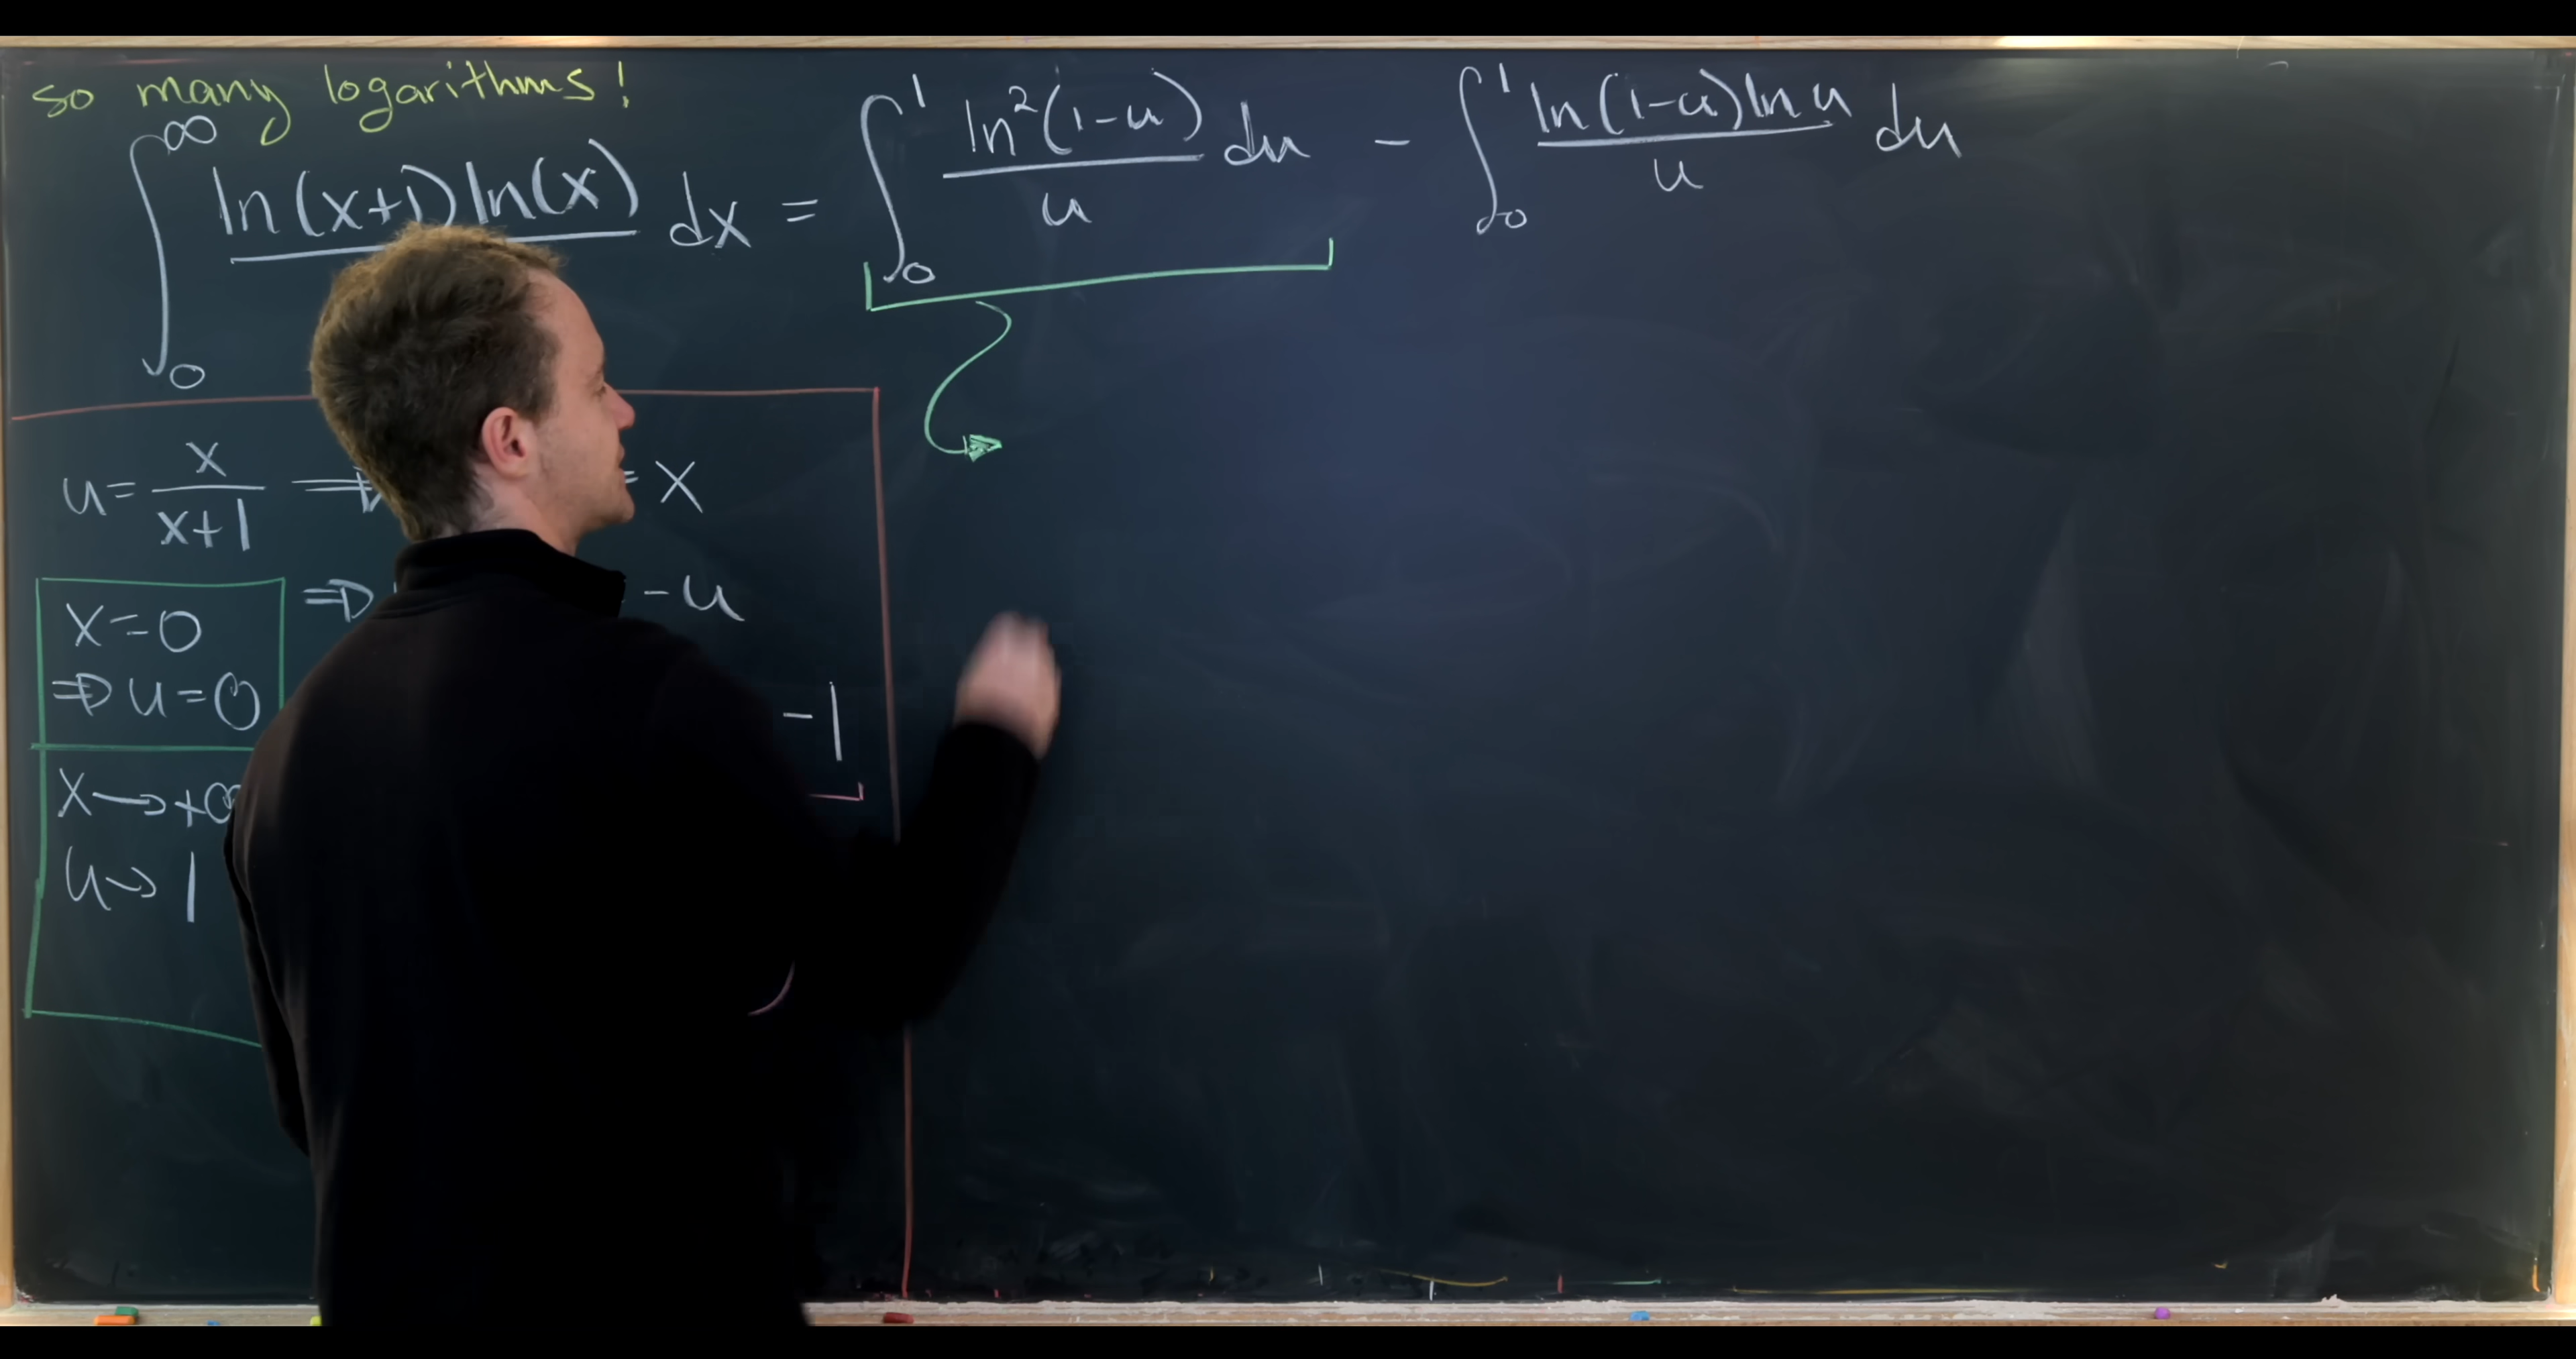 so many logarithms!
∫₀^∞ ln(x+1) ln(x) dx = ∫₀¹ ln²(1-u)/u du - ∫₀¹ ln(1-u) ln u/u du
u = x/(x+1) ⇒ = x
⇒ -u
x=0
⇒ u=0
-1
x→+∞
u→1